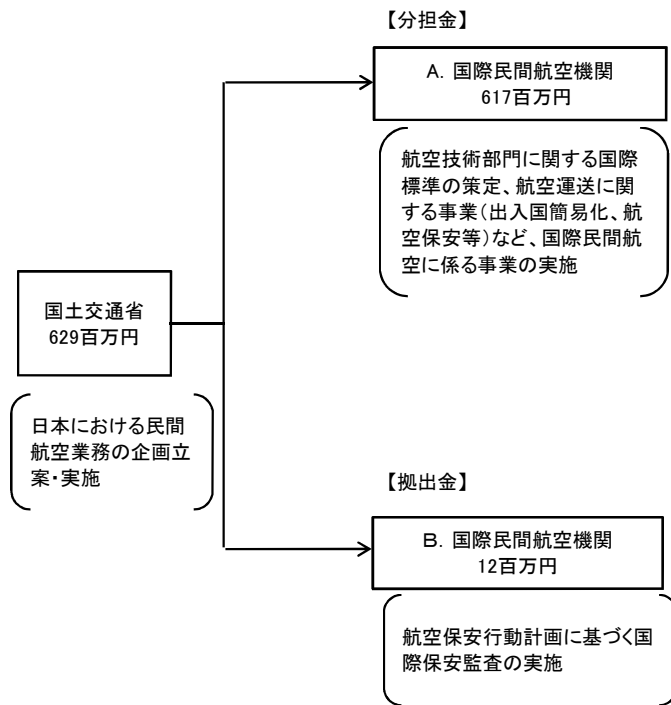 【分担金】
A. 国際民間航空機関
617百万円
航空技術部門に関する国際
標準の策定、航空運送に関
する事業(出入国簡易化、航
空保安等)など、国際民間航
空に係る事業の実施
国土交通省
629百万円
日本における民間
航空業務の企画立
案・実施
【拠出金】
B. 国際民間航空機関
12百万円
航空保安行動計画に基づく国
際保安監査の実施